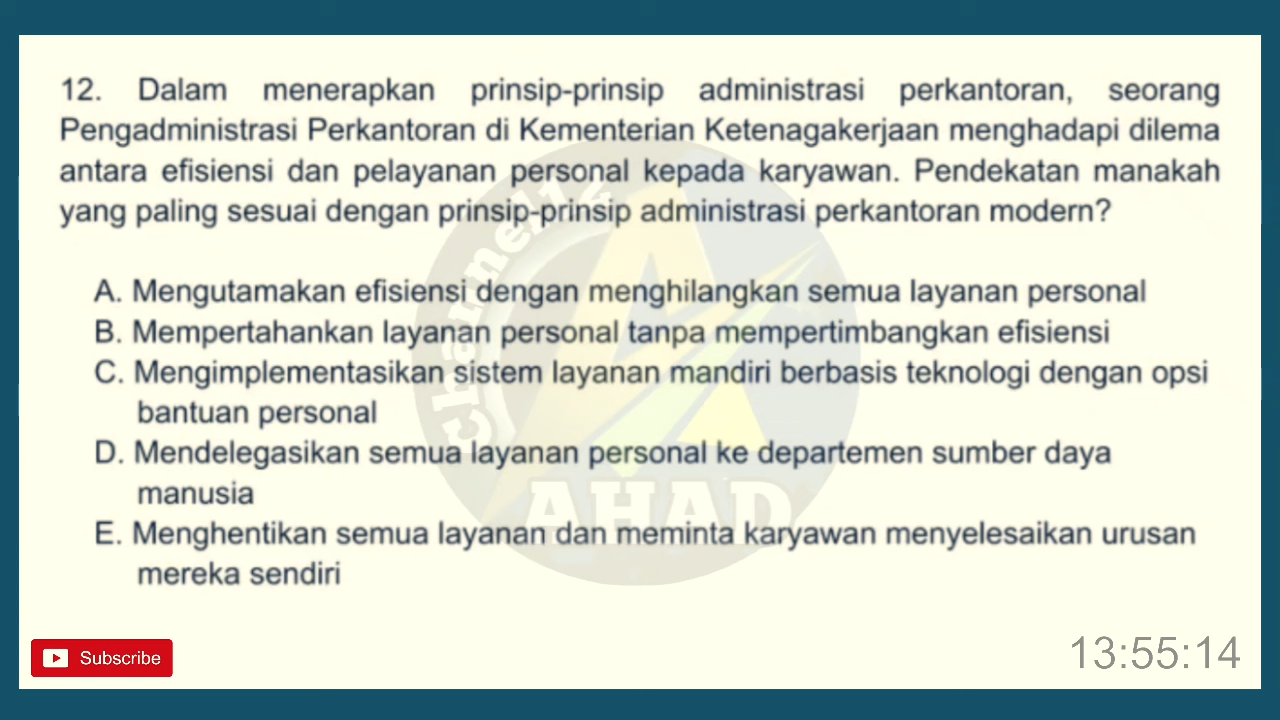 12. Dalam menerapkan prinsip-prinsip administrasi perkantoran, seorang
Pengadministrasi Perkantoran di Kementerian Ketenagakerjaan menghadapi dilema
antara efisiensi dan pelayanan personal kepada karyawan. Pendekatan manakah
yang paling sesuai dengan prinsip-prinsip administrasi perkantoran modern?
A. Mengutamakan efisiensi dengan menghilangkan semua layanan personal
B. Mempertahankan layanan personal tanpa mempertimbangkan efisiensi
C. Mengimplementasikan sistem layanan mandiri berbasis teknologi dengan opsi
bantuan personal
D. Mendelegasikan semua layanan personal ke departemen sumber daya
manusia
E. Menghentikan semua layanan dan meminta karyawan menyelesaikan urusan
mereka sendiri
AHAD
Subscribe
13:55:14